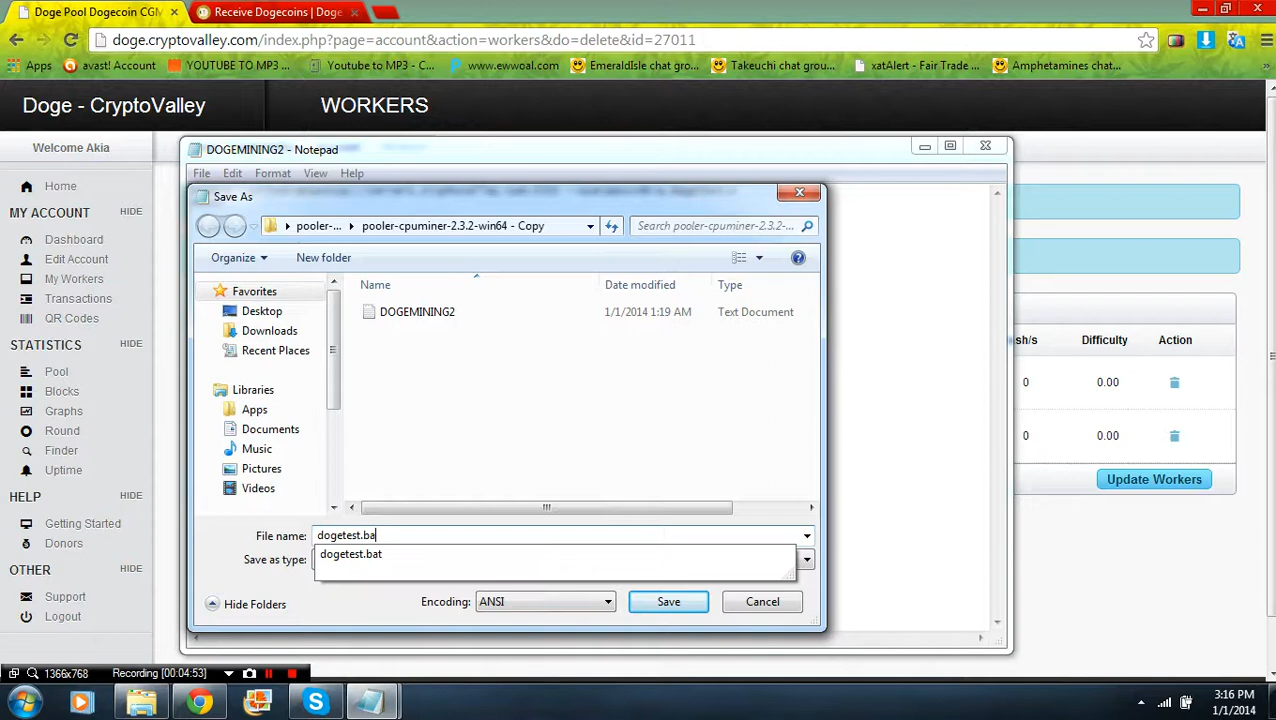 Doge Pool Dogecoin CGM
Receive Dogecoins | Doge
doge.cryptovalley.com/index.php?page=account&action=workers&do=delete&id=27011
Apps avast! Account YOUTUBE TO MP3 ... Youtube to MP3 - C... www.ewwoal.com EmeraldIsle chat gro... Takeuchi chat grou... xatAlert - Fair Trade ... Amphetamines chat... »
Doge - CryptoValley
WORKERS
Welcome Akia
Home
MY ACCOUNT HIDE
Dashboard
Edit Account
My Workers
Transactions
QR Codes
STATISTICS HIDE
Pool
Blocks
Graphs
Round
Finder
Uptime
HELP HIDE
Getting Started
Donors
OTHER HIDE
Support
Logout
DOGEMINING2 - Notepad
File Edit Format View Help
Save As
pooler-... pooler-cpuminer-2.3.2-win64 - Copy
Search pooler-cpuminer-2.3.2-...
Organize New folder
Name Date modified Type
DOGEMINING2 1/1/2014 1:19 AM Text Document
Favorites
Desktop
Downloads
Recent Places
Libraries
Apps
Documents
Music
Pictures
Videos
File name: dogetest.ba
dogetest.bat
Save as type:
Hide Folders
Encoding: ANSI
Save
Cancel
sh/s Difficulty Action
0 0.00
0 0.00
Update Workers
1366x768 Recording [00:04:53]
3:16 PM
1/1/2014